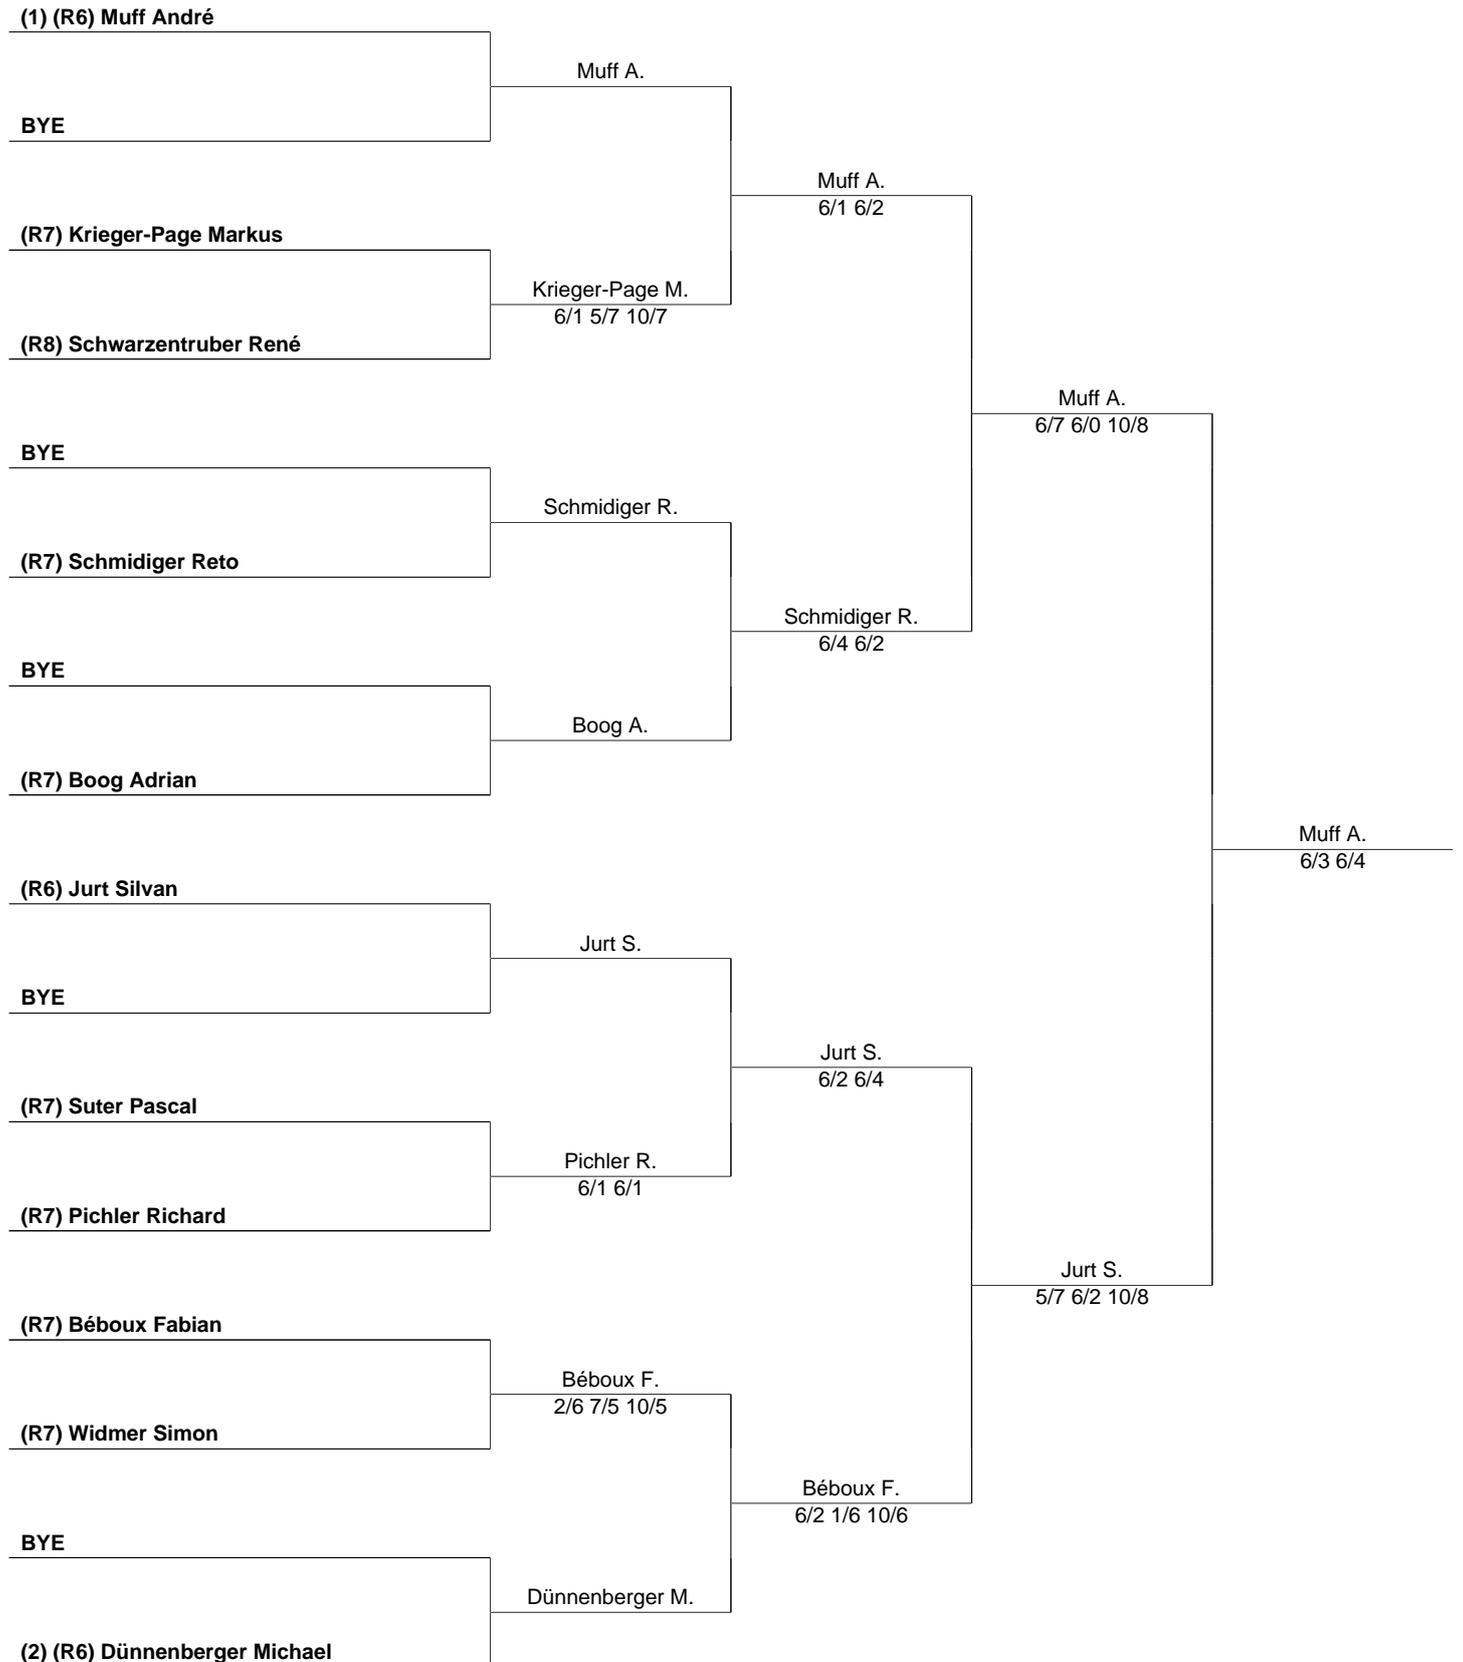 (1) (R6) Muff André
Muff A.
BYE
Muff A.
6/1 6/2
(R7) Krieger-Page Markus
Krieger-Page M.
6/1 5/7 10/7
(R8) Schwarzentruber René
Muff A.
6/7 6/0 10/8
BYE
Schmidiger R.
(R7) Schmidiger Reto
Schmidiger R.
6/4 6/2
BYE
Boog A.
(R7) Boog Adrian
Muff A.
6/3 6/4
(R6) Jurt Silvan
Jurt S.
BYE
Jurt S.
6/2 6/4
(R7) Suter Pascal
Pichler R.
6/1 6/1
(R7) Pichler Richard
Jurt S.
5/7 6/2 10/8
(R7) Béboux Fabian
Béboux F.
2/6 7/5 10/5
(R7) Widmer Simon
Béboux F.
6/2 1/6 10/6
BYE
Dünnenberger M.
(2) (R6) Dünnenberger Michael